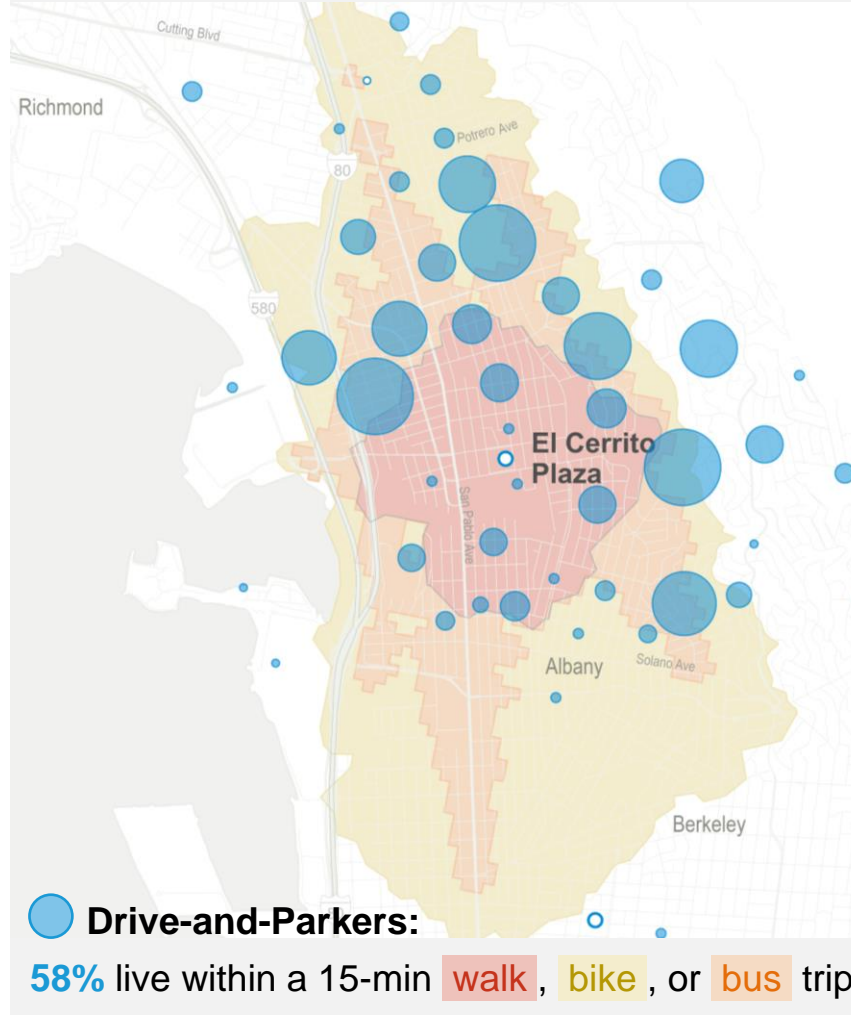 Cutting Blvd
Richmond
Potrero Ave
80
580
El Cerrito
Plaza
San Pablo Ave
Albany
Solano Ave
Berkeley
Drive-and-Parkers:
58% live within a 15-min walk, bike, or bus trip